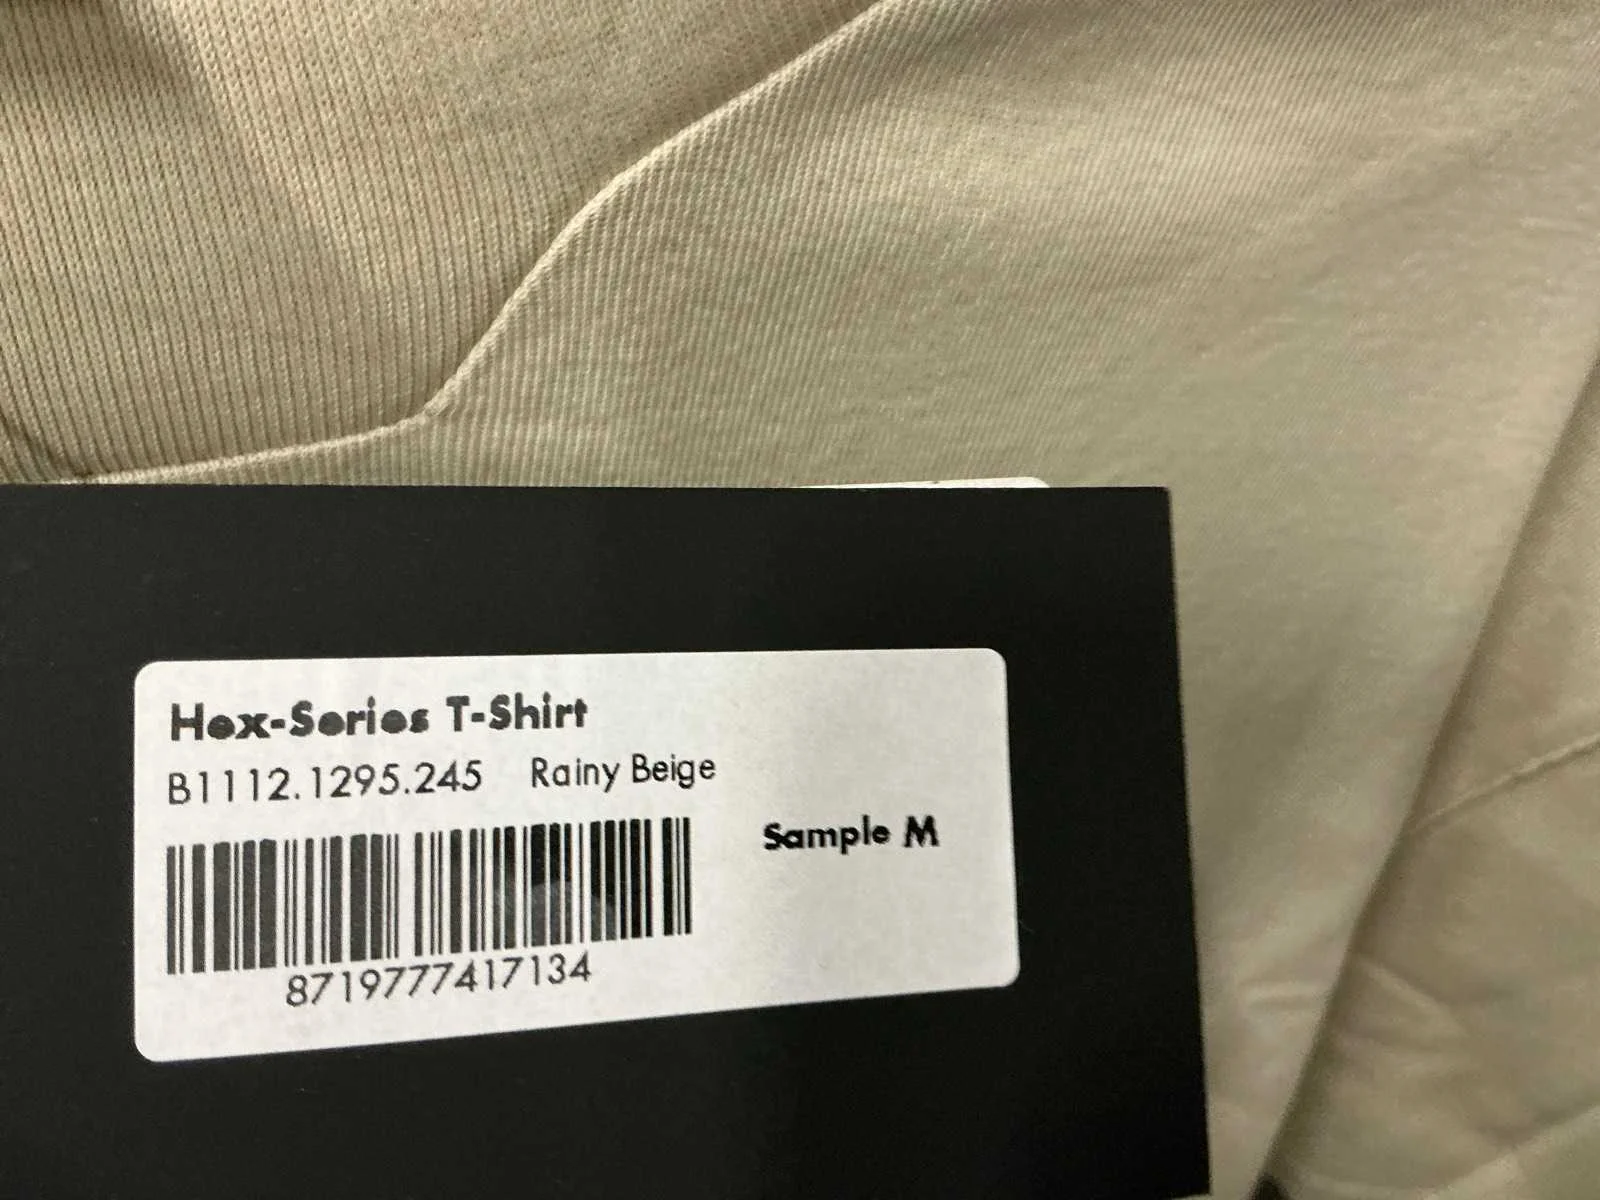 Hex-Series T-Shirt
B1112.1295.245 Rainy Beige
Sample M
8719777417134